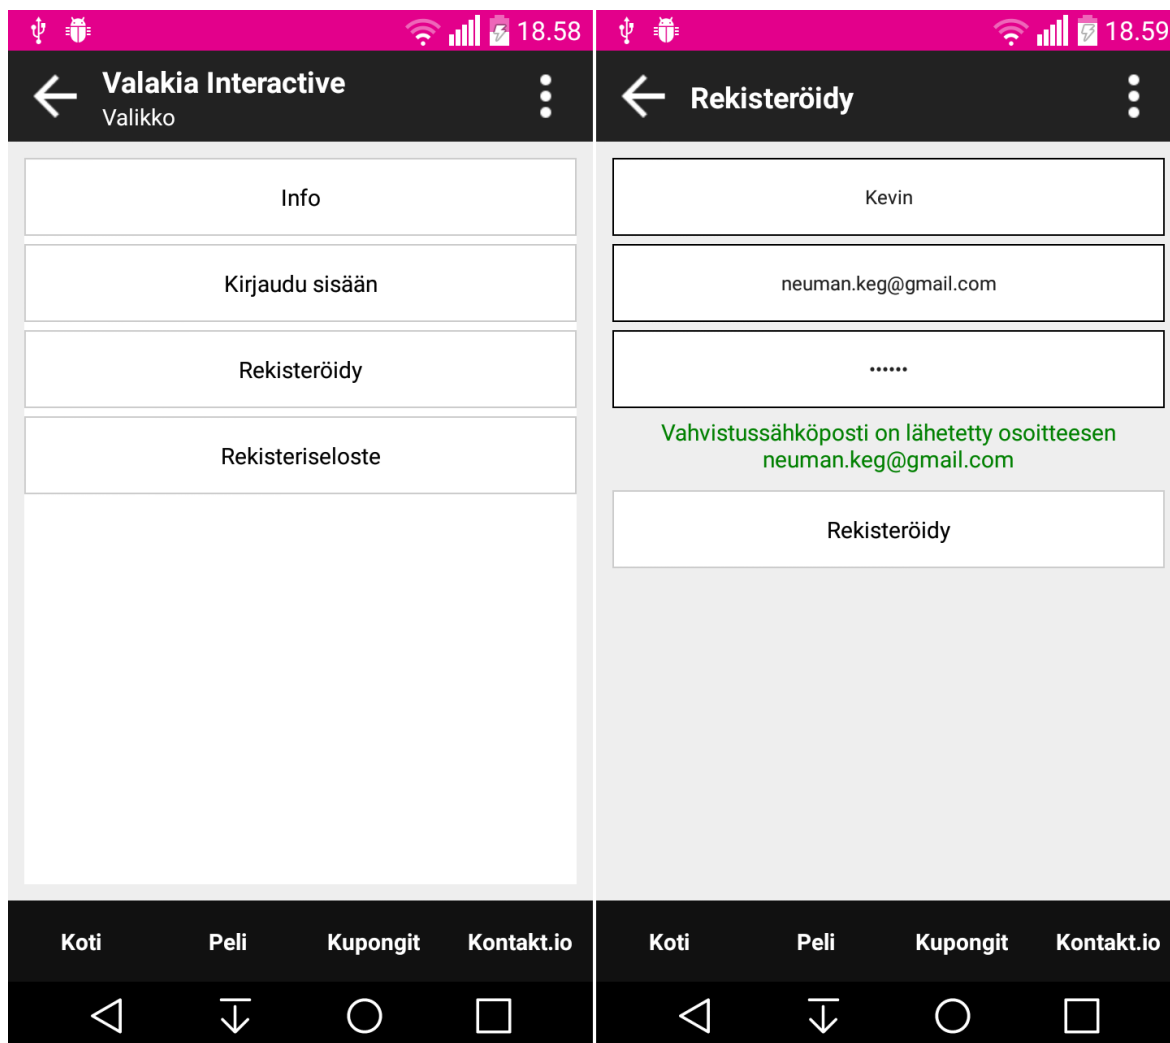 18.58
Valakia Interactive
Valikko
Info
Kirjaudu sisään
Rekisteröidy
Rekisteriseloste
Koti Peli Kupongit Kontakt.io
18.59
Rekisteröidy
Kevin
neuman.keg@gmail.com
••••••
Vahvistussähköposti on lähetetty osoitteesen
neuman.keg@gmail.com
Rekisteröidy
Koti Peli Kupongit Kontakt.io